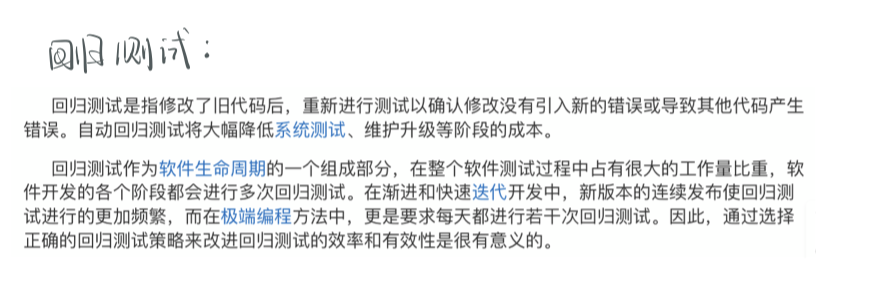 回归测试：
回归测试是指修改了旧代码后，重新进行测试以确认修改没有引入新的错误或导致其他代码产生
错误。自动回归测试将大幅降低系统测试、维护升级等阶段的成本。
回归测试作为软件生命周期的一个组成部分，在整个软件测试过程中占有很大的工作量比重，软
件开发的各个阶段都会进行多次回归测试。在渐进和快速迭代开发中，新版本的连续发布使回归测
试进行的更加频繁，而在极端编程方法中，更是要求每天都进行若干次回归测试。因此，通过选择
正确的回归测试策略来改进回归测试的效率和有效性是很有意义的。